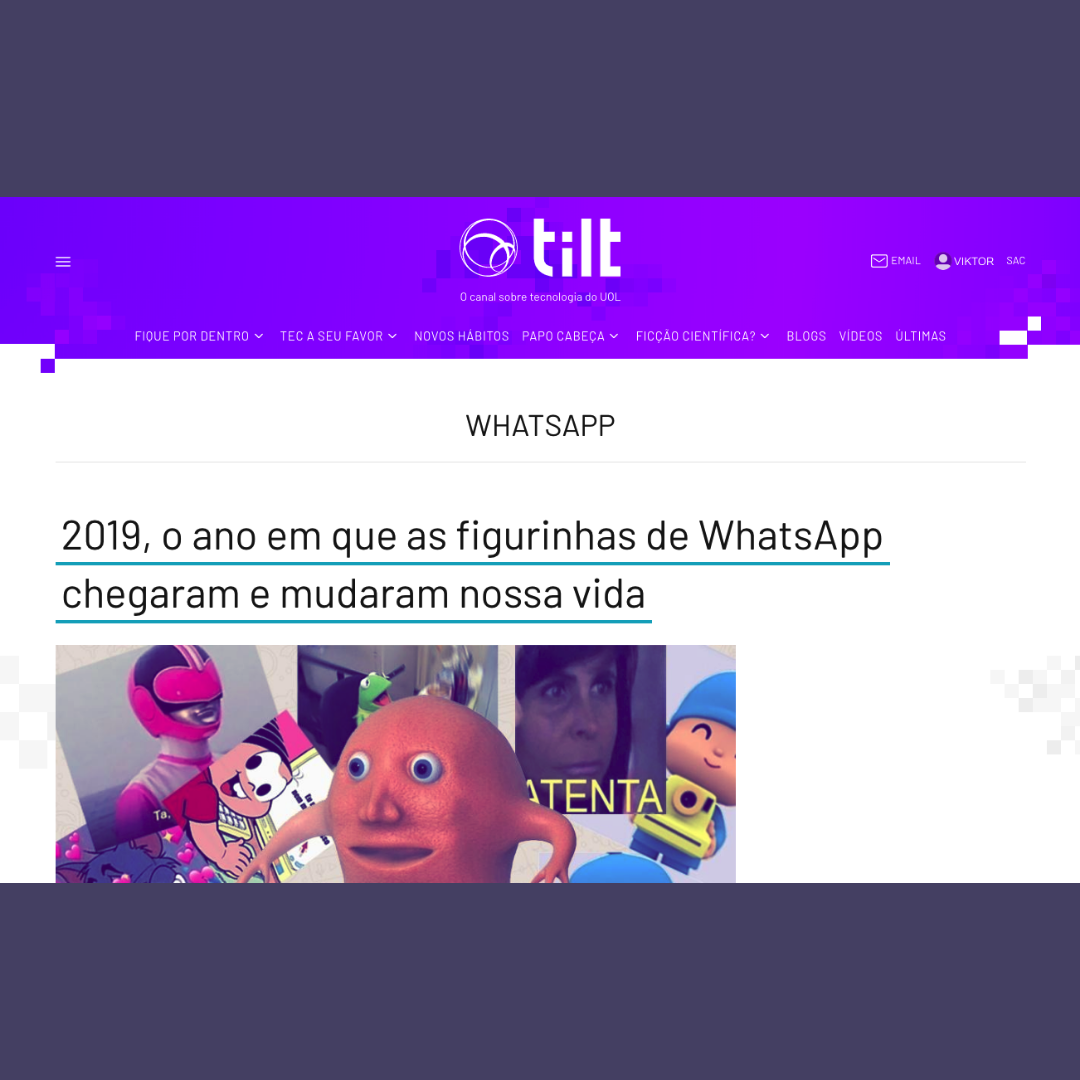 tilt
O canal sobre tecnologia do UOL
EMAIL VIKTOR SAC
FIQUE POR DENTRO TEC A SEU FAVOR NOVOS HÁBITOS PAPO CABEÇA FICÇÃO CIENTÍFICA? BLOGS VÍDEOS ÚLTIMAS
WHATSAPP
2019, o ano em que as figurinhas de WhatsApp
chegaram e mudaram nossa vida
ATENTA
Ta,